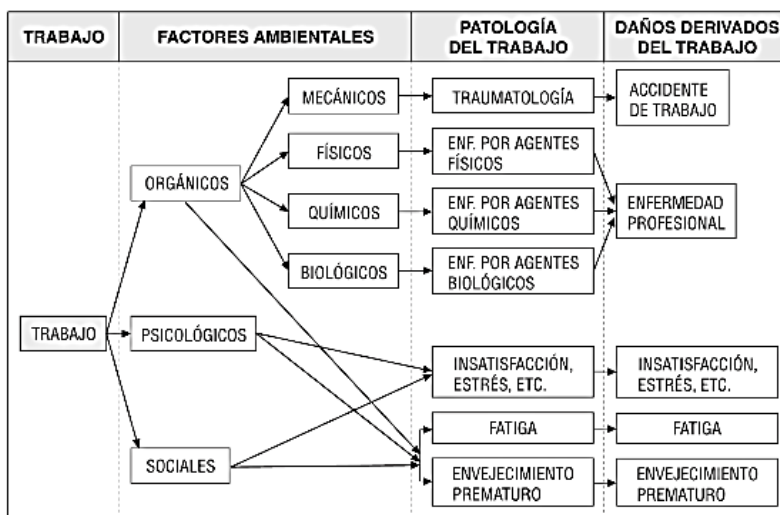 TRABAJO
FACTORES AMBIENTALES
PATOLOGÍA
DEL TRABAJO
DAÑOS DERIVADOS
DEL TRABAJO
MECÁNICOS
TRAUMATOLOGÍA
ACCIDENTE
DE TRABAJO
FÍSICOS
ENF. POR AGENTES
FÍSICOS
ORGÁNICOS
QUÍMICOS
ENF. POR AGENTES
QUÍMICOS
ENFERMEDAD
PROFESIONAL
BIOLÓGICOS
ENF. POR AGENTES
BIOLÓGICOS
TRABAJO
PSICOLÓGICOS
INSATISFACCIÓN,
ESTRÉS, ETC.
INSATISFACCIÓN,
ESTRÉS, ETC.
FATIGA
FATIGA
SOCIALES
ENVEJECIMIENTO
PREMATURO
ENVEJECIMIENTO
PREMATURO